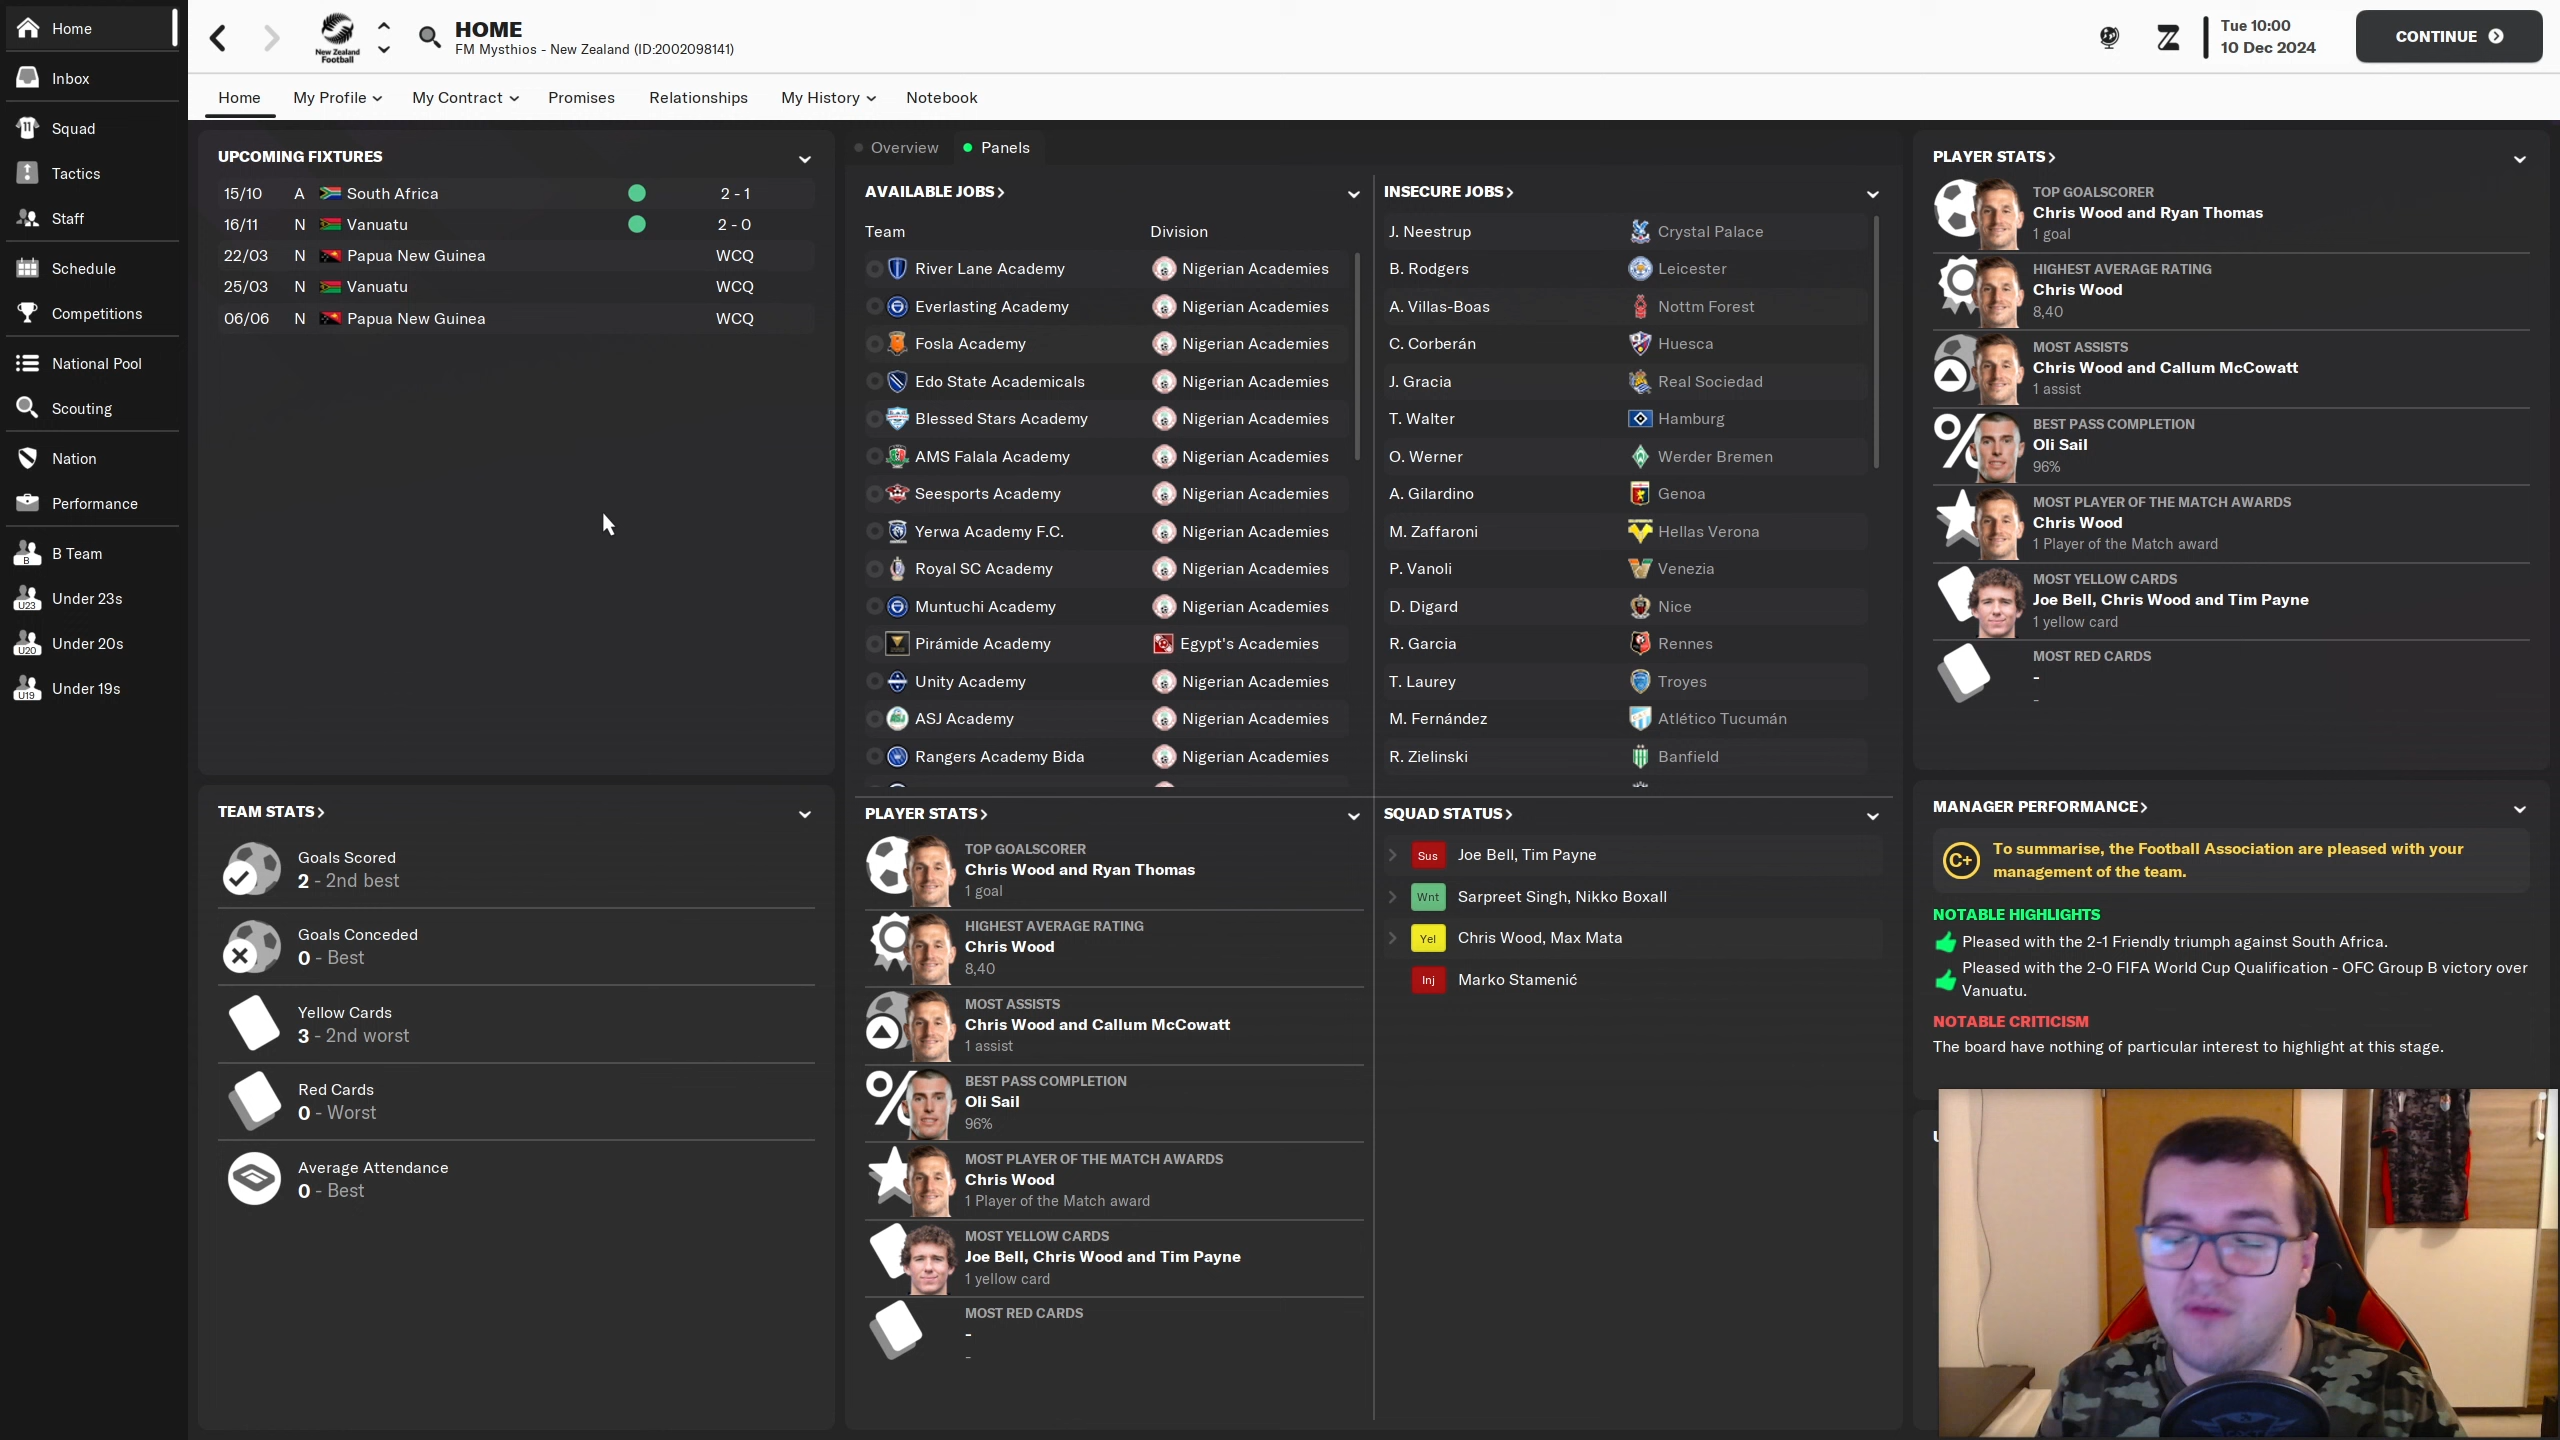 Home
Inbox
Squad
Tactics
Staff
Schedule
Competitions
National Pool
Scouting
Nation
Performance
B
B Team
U23
Under 23s
U20
Under 20s
U19
Under 19s
New Zealand
Football
HOME
FM Mysthios - New Zealand (ID:2002098141)
Tue 10:00
10 Dec 2024
CONTINUE
Home
My Profile
My Contract
Promises
Relationships
My History
Notebook
UPCOMING FIXTURES
15/10 A South Africa 2 - 1
16/11 N Vanuatu 2 - 0
22/03 N Papua New Guinea WCQ
25/03 N Vanuatu WCQ
06/06 N Papua New Guinea WCQ
TEAM STATS
Goals Scored
2 - 2nd best
Goals Conceded
0 - Best
Yellow Cards
3 - 2nd worst
Red Cards
0 - Worst
Average Attendance
0 - Best
Overview
Panels
AVAILABLE JOBS
Team Division
River Lane Academy Nigerian Academies
Everlasting Academy Nigerian Academies
Fosla Academy Nigerian Academies
Edo State Academicals Nigerian Academies
Blessed Stars Academy Nigerian Academies
AMS Falala Academy Nigerian Academies
Seesports Academy Nigerian Academies
Yerwa Academy F.C. Nigerian Academies
Royal SC Academy Nigerian Academies
Muntuchi Academy Nigerian Academies
Pirámide Academy Egypt's Academies
Unity Academy Nigerian Academies
ASJ Academy Nigerian Academies
Rangers Academy Bida Nigerian Academies
INSECURE JOBS
J. Neestrup Crystal Palace
B. Rodgers Leicester
A. Villas-Boas Nottm Forest
C. Corberán Huesca
J. Gracia Real Sociedad
T. Walter Hamburg
O. Werner Werder Bremen
A. Gilardino Genoa
M. Zaffaroni Hellas Verona
P. Vanoli Venezia
D. Digard Nice
R. Garcia Rennes
T. Laurey Troyes
M. Fernández Atlético Tucumán
R. Zielinski Banfield
PLAYER STATS
TOP GOALSCORER
Chris Wood and Ryan Thomas
1 goal
HIGHEST AVERAGE RATING
Chris Wood
8,40
MOST ASSISTS
Chris Wood and Callum McCowatt
1 assist
BEST PASS COMPLETION
Oli Sail
96%
MOST PLAYER OF THE MATCH AWARDS
Chris Wood
1 Player of the Match award
MOST YELLOW CARDS
Joe Bell, Chris Wood and Tim Payne
1 yellow card
MOST RED CARDS
-
-
SQUAD STATUS
Sus Joe Bell, Tim Payne
Wnt Sarpreet Singh, Nikko Boxall
Yel Chris Wood, Max Mata
Inj Marko Stamenić
PLAYER STATS
TOP GOALSCORER
Chris Wood and Ryan Thomas
1 goal
HIGHEST AVERAGE RATING
Chris Wood
8,40
MOST ASSISTS
Chris Wood and Callum McCowatt
1 assist
BEST PASS COMPLETION
Oli Sail
96%
MOST PLAYER OF THE MATCH AWARDS
Chris Wood
1 Player of the Match award
MOST YELLOW CARDS
Joe Bell, Chris Wood and Tim Payne
1 yellow card
MOST RED CARDS
-
-
MANAGER PERFORMANCE
C+
To summarise, the Football Association are pleased with your
management of the team.
NOTABLE HIGHLIGHTS
Pleased with the 2-1 Friendly triumph against South Africa.
Pleased with the 2-0 FIFA World Cup Qualification - OFC Group B victory over
Vanuatu.
NOTABLE CRITICISM
The board have nothing of particular interest to highlight at this stage.